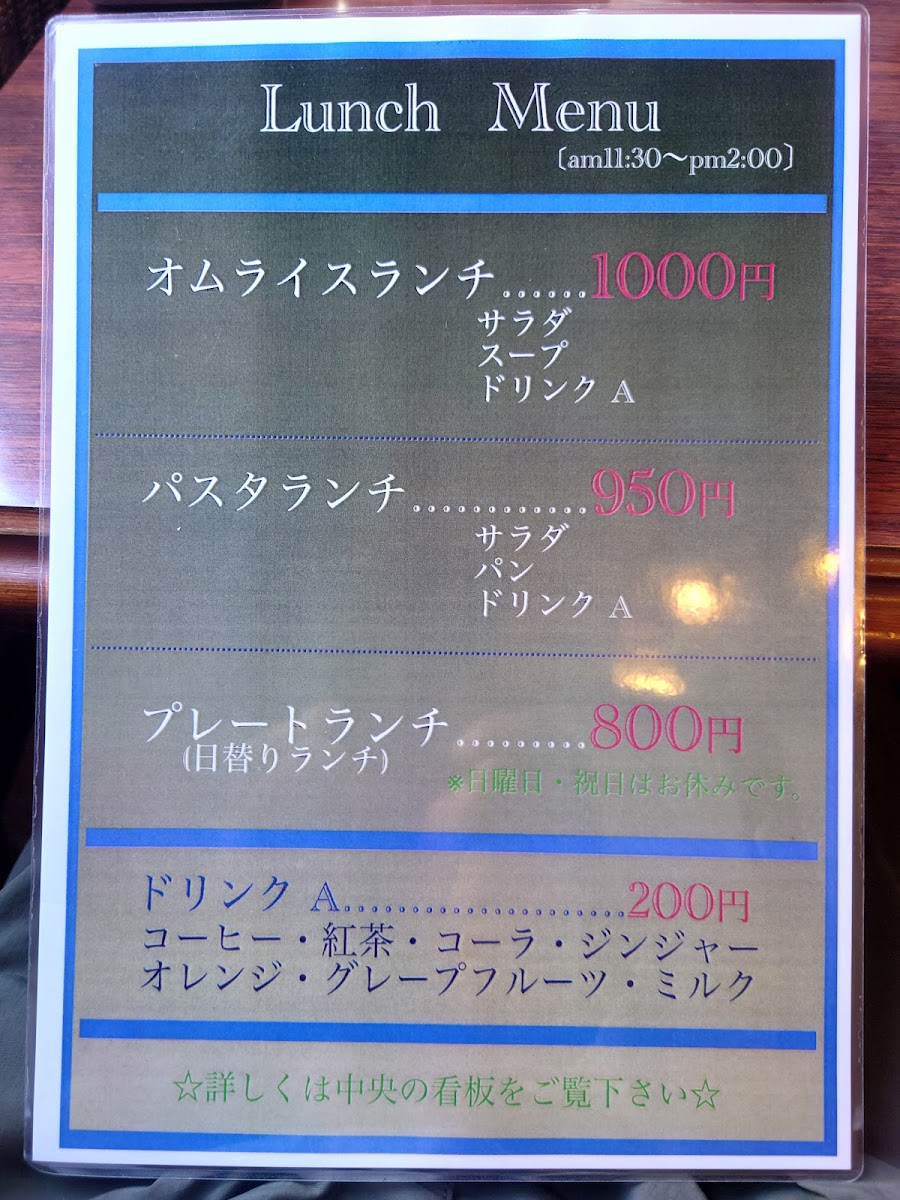 Lunch Menu
〔am11:30～pm2:00〕
オムライスランチ......1000円
サラダ
スープ
ドリンク A
パスタランチ............950円
サラダ
パン
ドリンク A
プレートランチ.........800円
(日替りランチ)
※日曜日・祝日はお休みです。
ドリンク A.....................200円
コーヒー・紅茶・コーラ・ジンジャー
オレンジ・グレープフルーツ・ミルク
☆詳しくは中央の看板をご覧下さい☆